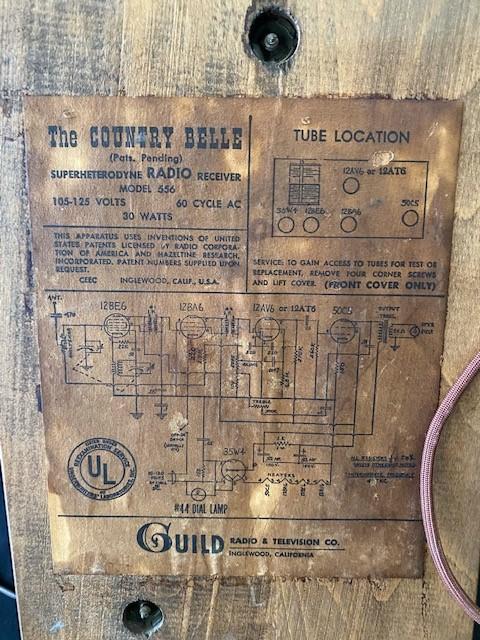 The COUNTRY BELLE
(Pats. Pending)
SUPERHETERODYNE RADIO RECEIVER
MODEL 556
105-125 VOLTS 60 CYCLE AC
30 WATTS
THIS APPARATUS USES INVENTIONS OF UNITED
STATES PATENTS LICENSED BY RADIO CORPORA-
TION OF AMERICA AND HAZELTINE RESEARCH,
INCORPORATED. PATENT NUMBERS SUPPLIED UPON
REQUEST.
CEEC INGLEWOOD, CALIF., U.S.A.
TUBE LOCATION
12AV6 or 12AT6
50C5
35W4 12BE6 12BA6
SERVICE: TO GAIN ACCESS TO TUBES FOR TEST OR
REPLACEMENT, REMOVE FOUR CORNER SCREWS
AND LIFT COVER. (FRONT COVER ONLY)
ANT.
12BE6 12BA6 12AV6 or 12AT6 50C5
OUTPUT
TREBLE
35W4
HEATERS
#44 DIAL LAMP
UL
GUILD RADIO & TELEVISION CO.
INGLEWOOD, CALIFORNIA